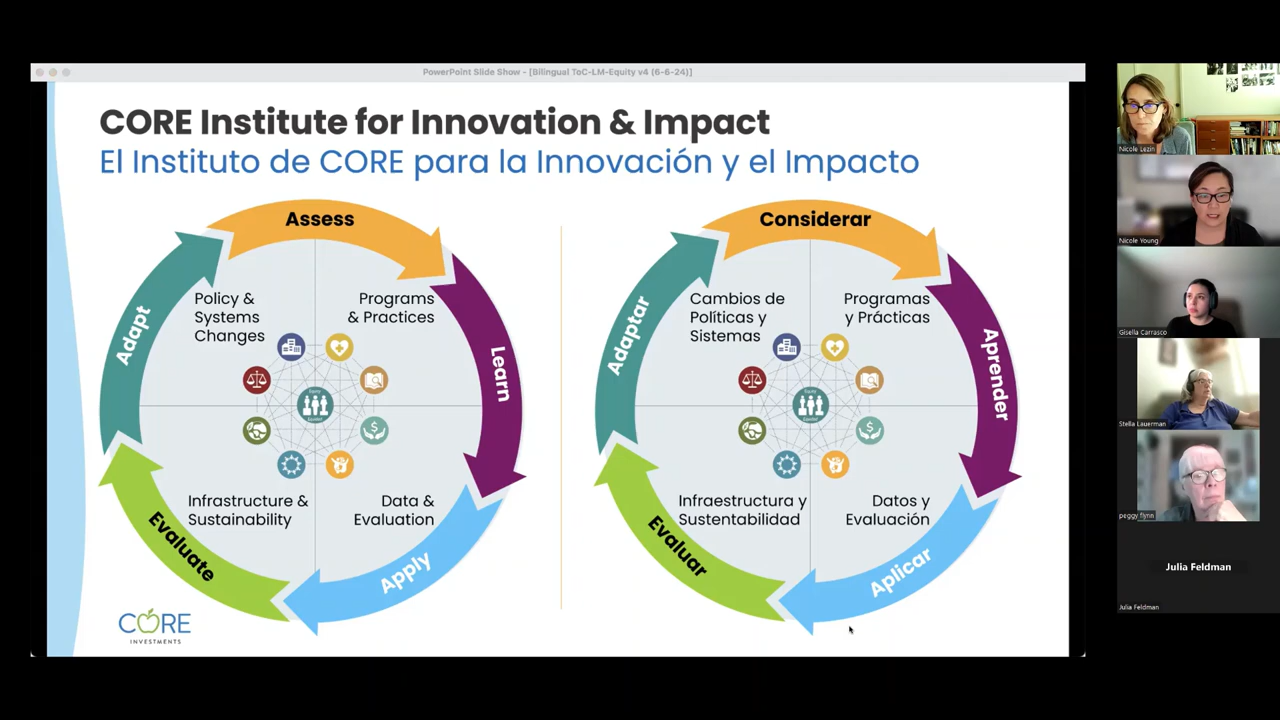 PowerPoint Slide Show - [Bilingual ToC-LM-Equity v4 (6-6-24)]
CORE Institute for Innovation & Impact
El Instituto de CORE para la Innovación y el Impacto
Assess
Policy &
Systems
Changes
Programs
& Practices
Adapt
Learn
Infrastructure &
Sustainability
Data &
Evaluation
Evaluate
Apply
CORE
INVESTMENTS
Considerar
Cambios de
Políticas y
Sistemas
Programas
y Prácticas
Adaptar
Aprender
Infraestructura y
Sustentabilidad
Datos y
Evaluación
Evaluar
Aplicar
Nicole Lezin
Nicole Young
Gisella Carrasco
Stella Lauerman
peggy flynn
Julia Feldman
Julia Feldman